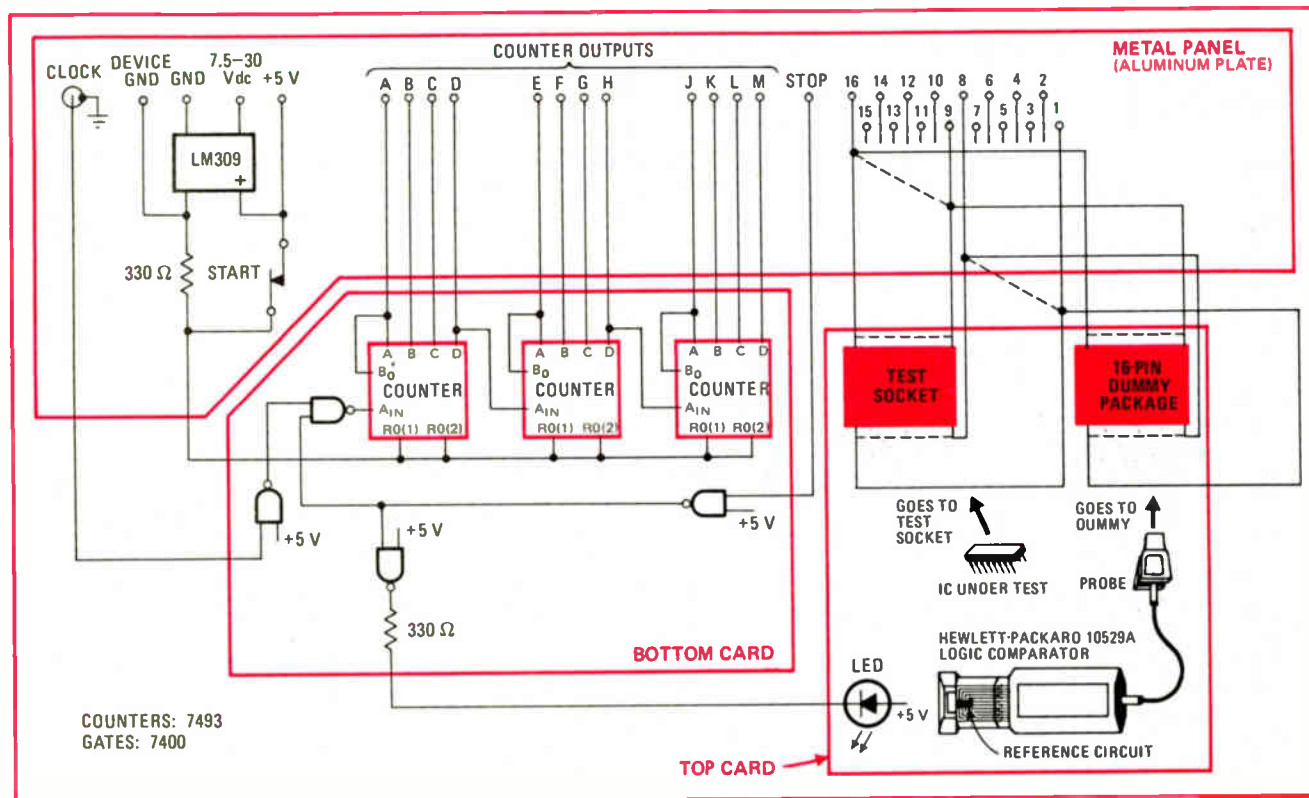 COUNTER OUTPUTS
METAL PANEL
(ALUMINUM PLATE)
CLOCK
DEVICE
GND
GND
7.5–30
Vdc
+5 V
A B C D
E F G H
J K L M
STOP
16 14 12 10 8 6 4 2
15 13 11 9 7 5 3 1
LM309
+
330 Ω
START
A B C D
B0
COUNTER
AIN
R0(1) R0(2)
A B C D
B0
COUNTER
AIN
R0(1) R0(2)
A B C D
B0
COUNTER
AIN
R0(1) R0(2)
TEST
SOCKET
16-PIN
DUMMY
PACKAGE
+5 V
+5 V
+5 V
GOES TO
TEST
SOCKET
GOES TO
DUMMY
IC UNDER TEST
PROBE
330 Ω
BOTTOM CARD
HEWLETT-PACKARO 10529A
LOGIC COMPARATOR
LED
+5 V
REFERENCE CIRCUIT
COUNTERS: 7493
GATES: 7400
TOP CARD